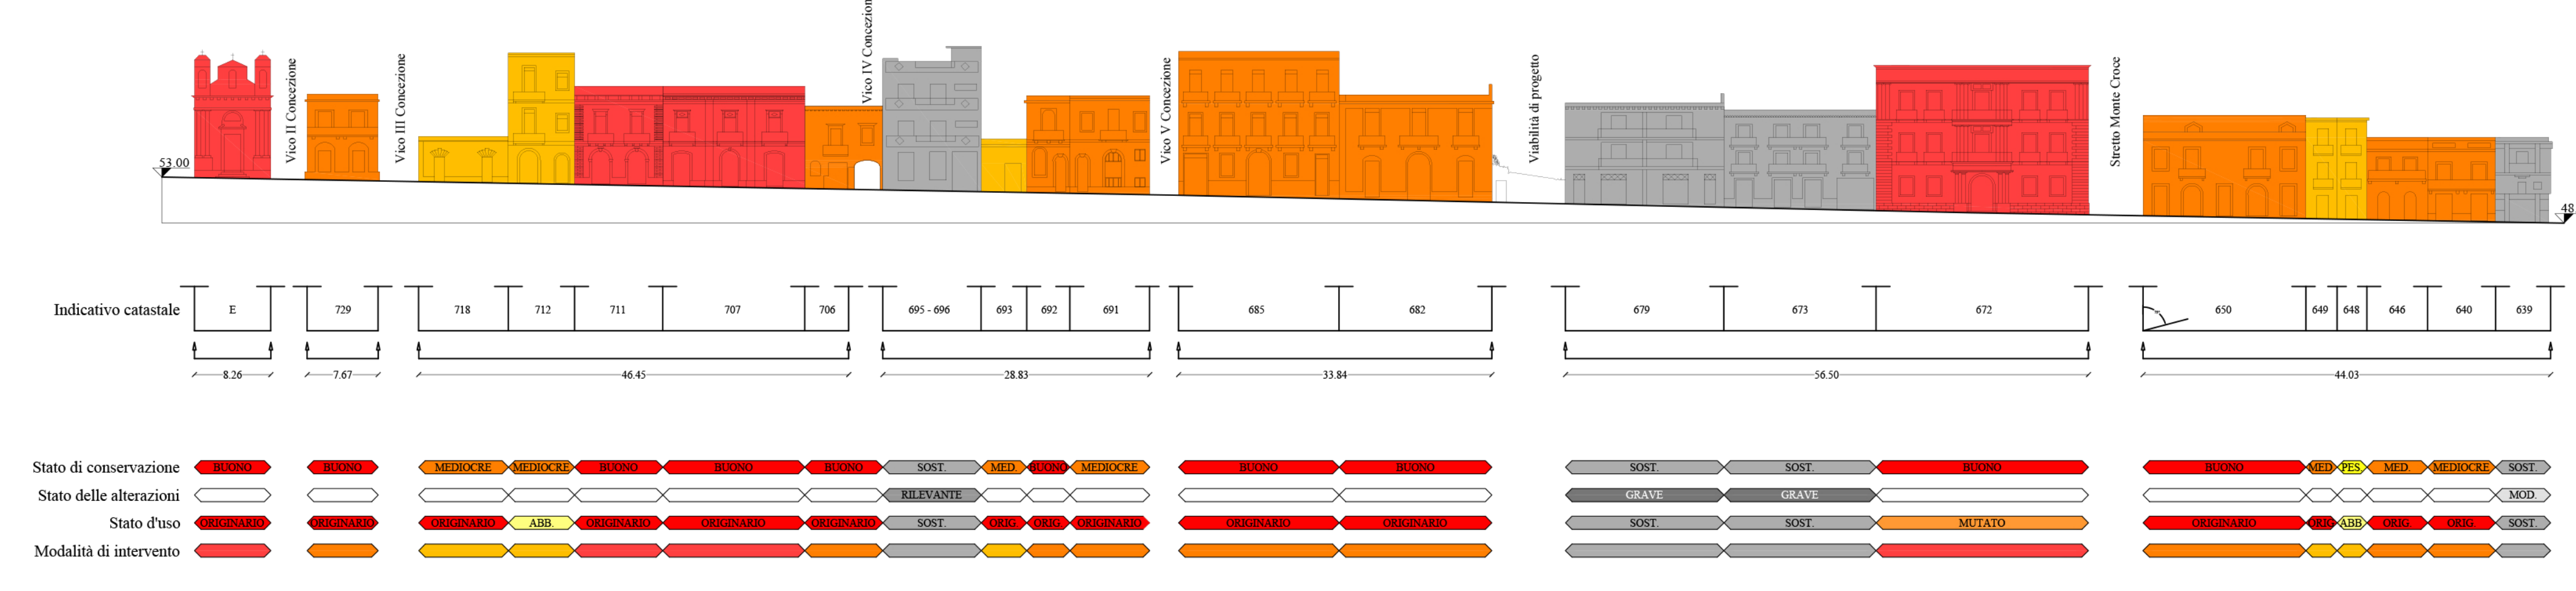 Vico II Concezione
Vico III Concezione
Vico IV Concezion
Vico V Concezione
Viabilità di progetto
Stretto Monte Croce
53.00
48
Indicativo catastale E 729 718 712 711 707 706 695 - 696 693 692 691 685 682 679 673 672 650 649 648 646 640 639
8.26 7.67 46.45 28.83 33.84 56.50 44.03
Stato di conservazione BUONO BUONO MEDIOCRE MEDIOCRE BUONO BUONO BUONO SOST. MED. BUONO MEDIOCRE BUONO BUONO SOST. SOST. BUONO BUONO MED. PES. MED. MEDIOCRE SOST.
Stato delle alterazioni RILEVANTE GRAVE GRAVE MOD.
Stato d'uso ORIGINARIO ORIGINARIO ORIGINARIO ABB. ORIGINARIO ORIGINARIO ORIGINARIO SOST. ORIG. ORIG. ORIGINARIO ORIGINARIO ORIGINARIO SOST. SOST. MUTATO ORIGINARIO ORIG. ABB. ORIG. ORIG. SOST.
Modalità di intervento